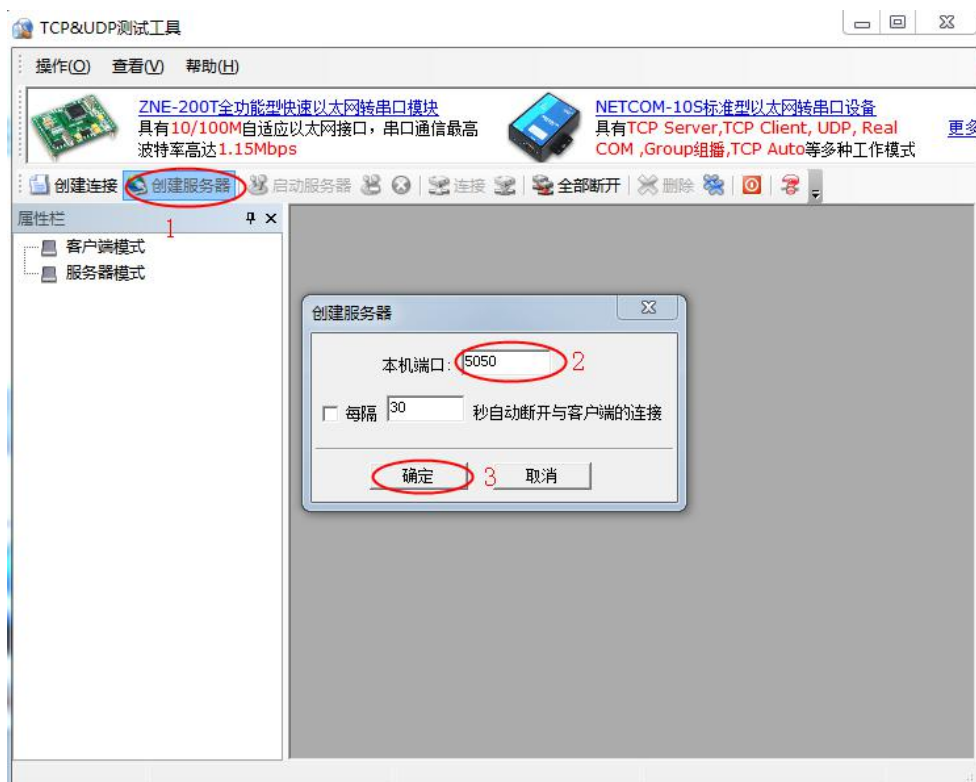 TCP&UDP测试工具
操作(O) 查看(V) 帮助(H)
ZNE-200T全功能型快速以太网转串口模块
具有10/100M自适应以太网接口，串口通信最高
波特率高达1.15Mbps
NETCOM-10S标准型以太网转串口设备
具有TCP Server,TCP Client, UDP, Real
COM ,Group组播,TCP Auto等多种工作模式
更多
创建连接 创建服务器 启动服务器 连接 全部断开 删除
1
属性栏
客户端模式
服务器模式
创建服务器
本机端口: 5050 2
每隔 30 秒自动断开与客户端的连接
确定 3 取消